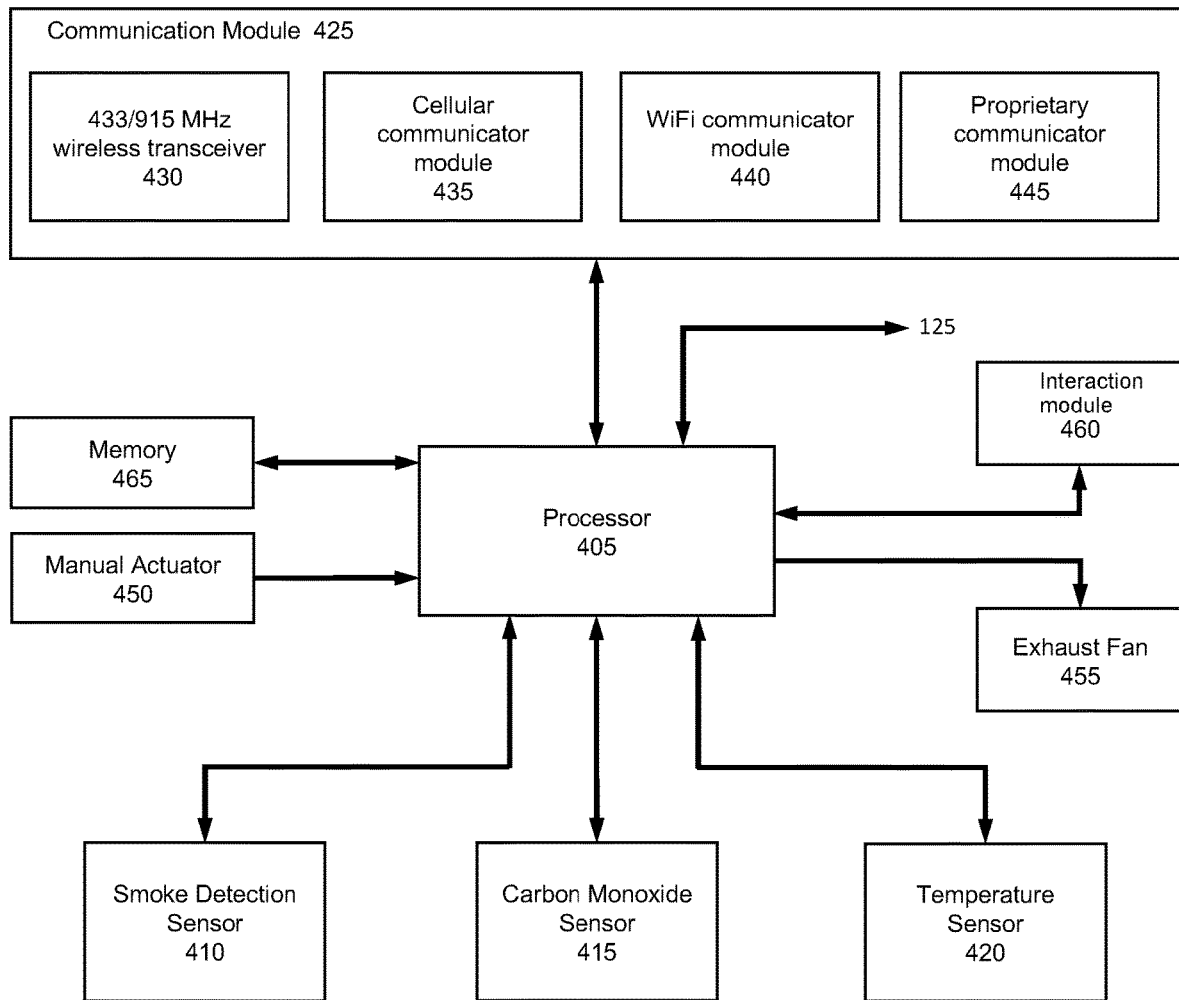 Communication Module 425
433/915 MHz
wireless transceiver
430
Cellular
communicator
module
435
WiFi communicator
module
440
Proprietary
communicator
module
445
125
Interaction
module
460
Memory
465
Processor
405
Manual Actuator
450
Exhaust Fan
455
Smoke Detection
Sensor
410
Carbon Monoxide
Sensor
415
Temperature
Sensor
420